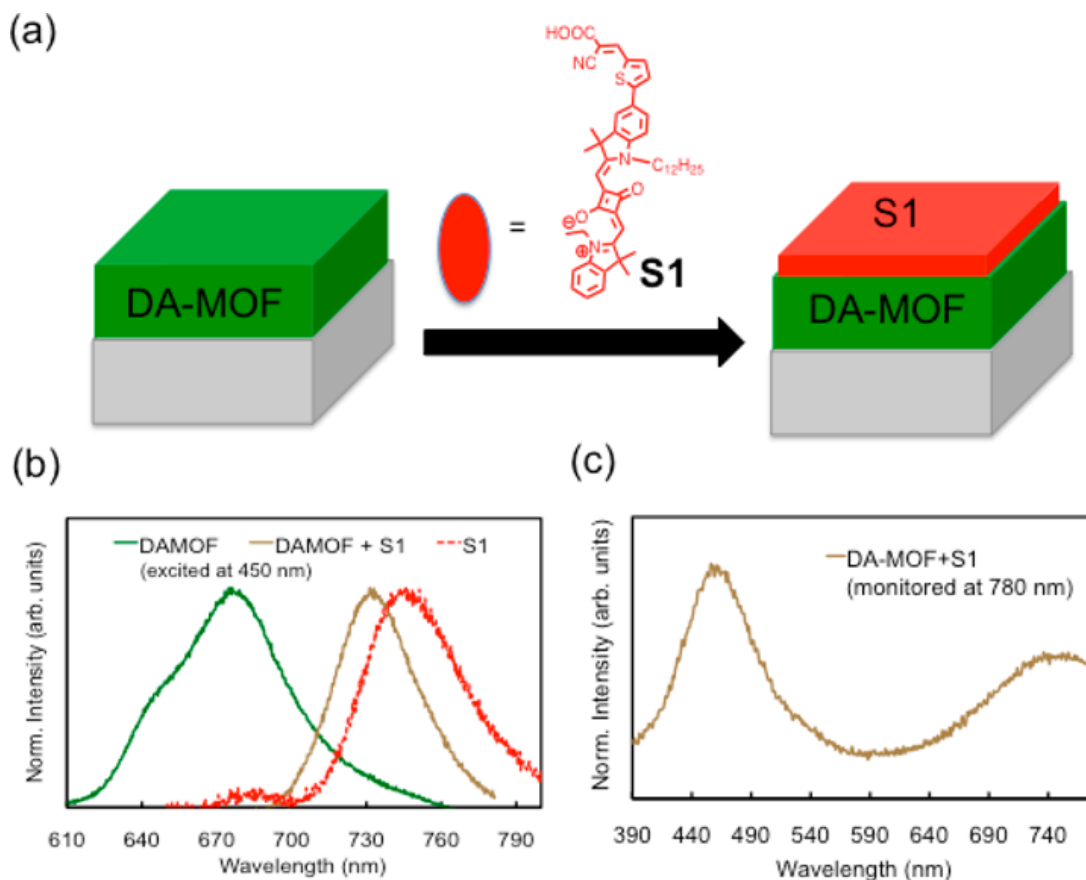 (a)
HOOC
NC
S
N
C12H25
O
O
⊖
N
⊕
=
S1
DA-MOF
S1
DA-MOF
(b)
DAMOF
(excited at 450 nm)
DAMOF + S1
S1
Norm. Intensity (arb. units)
610 640 670 700 730 760 790
Wavelength (nm)
(c)
DA-MOF+S1
(monitored at 780 nm)
Norm. Intensity (arb. units)
390 440 490 540 590 640 690 740
Wavelength (nm)